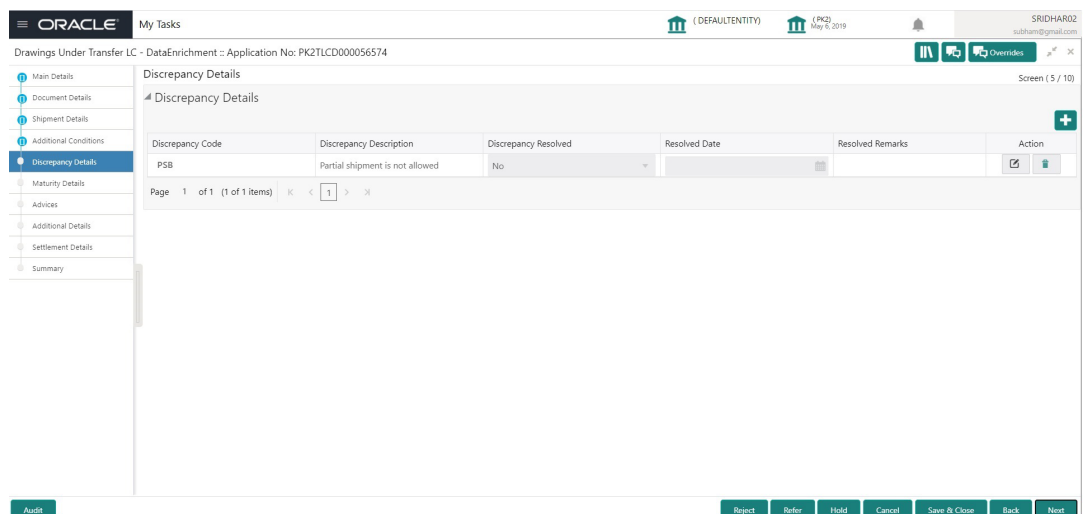 ORACLE®
My Tasks
( DEFAULTENTITY)
( PK2)
May 6, 2019
SRIDHAR02
subham@gmail.com
Drawings Under Transfer LC - DataEnrichment :: Application No: PK2TLCD000056574
Overrides
Main Details
Document Details
Shipment Details
Additional Conditions
Discrepancy Details
Maturity Details
Advices
Additional Details
Settlement Details
Summary
Discrepancy Details
Screen ( 5 / 10)
Discrepancy Details
Discrepancy Code Discrepancy Description Discrepancy Resolved Resolved Date Resolved Remarks Action
PSB Partial shipment is not allowed No
Page 1 of 1 (1 of 1 items) 1
Audit Reject Refer Hold Cancel Save & Close Back Next